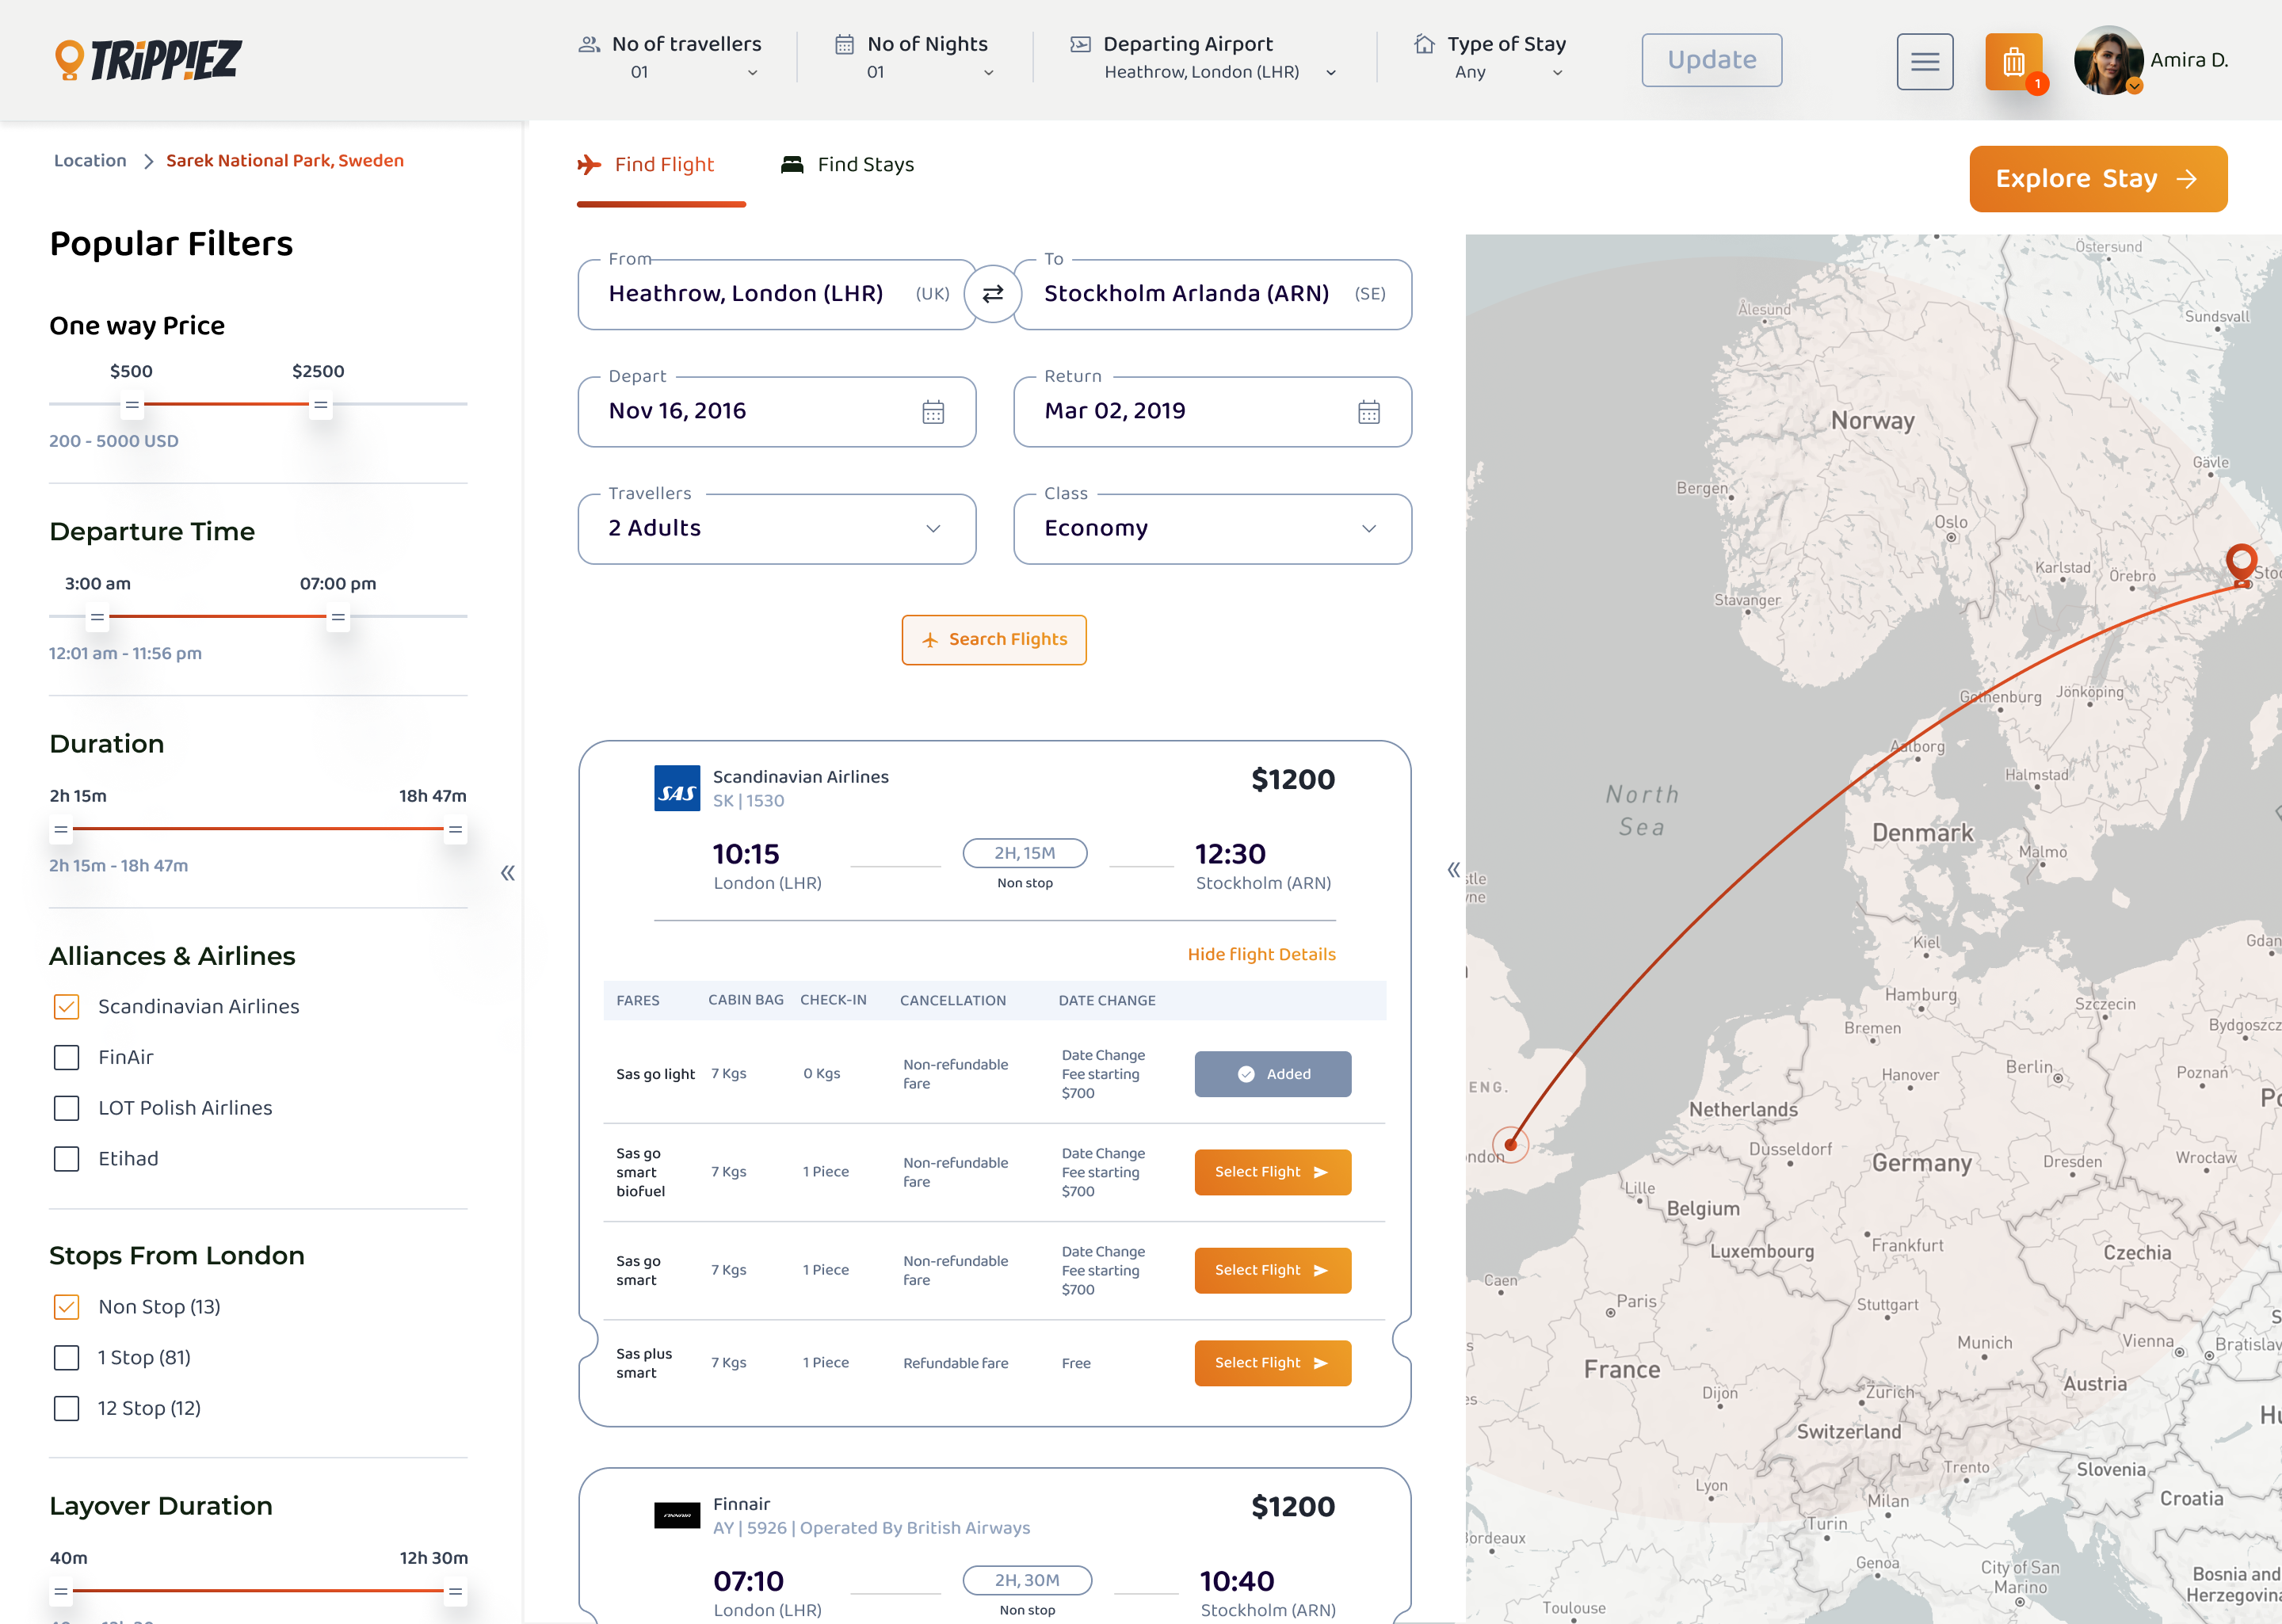 TRIPPIEZ
No of travellers
01
No of Nights
01
Departing Airport
Heathrow, London (LHR)
Type of Stay
Any
Update
1
Amira D.
Location
Sarek National Park, Sweden
Popular Filters
One way Price
$500
$2500
200 - 5000 USD
Departure Time
3:00 am
07:00 pm
12:01 am - 11:56 pm
Duration
2h 15m
18h 47m
2h 15m - 18h 47m
Alliances & Airlines
Scandinavian Airlines
FinAir
LOT Polish Airlines
Etihad
Stops From London
Non Stop (13)
1 Stop (81)
12 Stop (12)
Layover Duration
40m
12h 30m
Find Flight
Find Stays
Explore Stay
From
Heathrow, London (LHR)
(UK)
To
Stockholm Arlanda (ARN)
(SE)
Depart
Nov 16, 2016
Return
Mar 02, 2019
Travellers
2 Adults
Class
Economy
Search Flights
SAS
Scandinavian Airlines
SK | 1530
$1200
10:15
London (LHR)
2H, 15M
Non stop
12:30
Stockholm (ARN)
Hide flight Details
FARES CABIN BAG CHECK-IN CANCELLATION DATE CHANGE
Sas go light
7 Kgs
0 Kgs
Non-refundable
fare
Date Change
Fee starting
$700
Added
Sas go
smart
biofuel
7 Kgs
1 Piece
Non-refundable
fare
Date Change
Fee starting
$700
Select Flight
Sas go
smart
7 Kgs
1 Piece
Non-refundable
fare
Date Change
Fee starting
$700
Select Flight
Sas plus
smart
7 Kgs
1 Piece
Refundable fare
Free
Select Flight
FINNAIR
Finnair
AY | 5926 | Operated By British Airways
$1200
07:10
London (LHR)
2H, 30M
Non stop
10:40
Stockholm (ARN)
Östersund
Ålesund
Sundsvall
Norway
Gävle
Bergen
Oslo
Karlstad
Örebro
Sto
Stavanger
Gothenburg
Jönköping
Aalborg
Halmstad
North
Sea
Denmark
Malmö
stle
yne
Kiel
Gdan
Hamburg
Szczecin
Bremen
Bydgoszcz
Berlin
ENG.
Hanover
Poznań
Netherlands
Po
ndon
Dusseldorf
Germany
Dresden
Wrocław
Lille
Belgium
Luxembourg
Frankfurt
Czechia
Caen
Paris
Stuttgart
S
Munich
Vienna
Bratislav
France
Zurich
Dijon
Austria
Switzerland
Hu
Trento
Slovenia
Lyon
Milan
Croatia
Turin
Bordeaux
Genoa
City of San
Marino
Bosnia and
Herzegovina
Toulouse